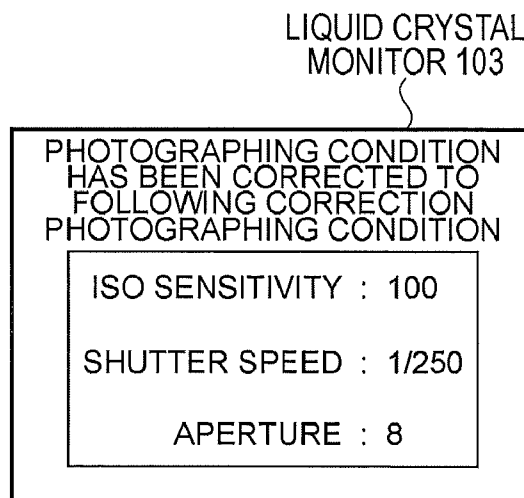 LIQUID CRYSTAL
MONITOR 103
PHOTOGRAPHING CONDITION
HAS BEEN CORRECTED TO
FOLLOWING CORRECTION
PHOTOGRAPHING CONDITION
ISO SENSITIVITY : 100
SHUTTER SPEED : 1/250
APERTURE : 8